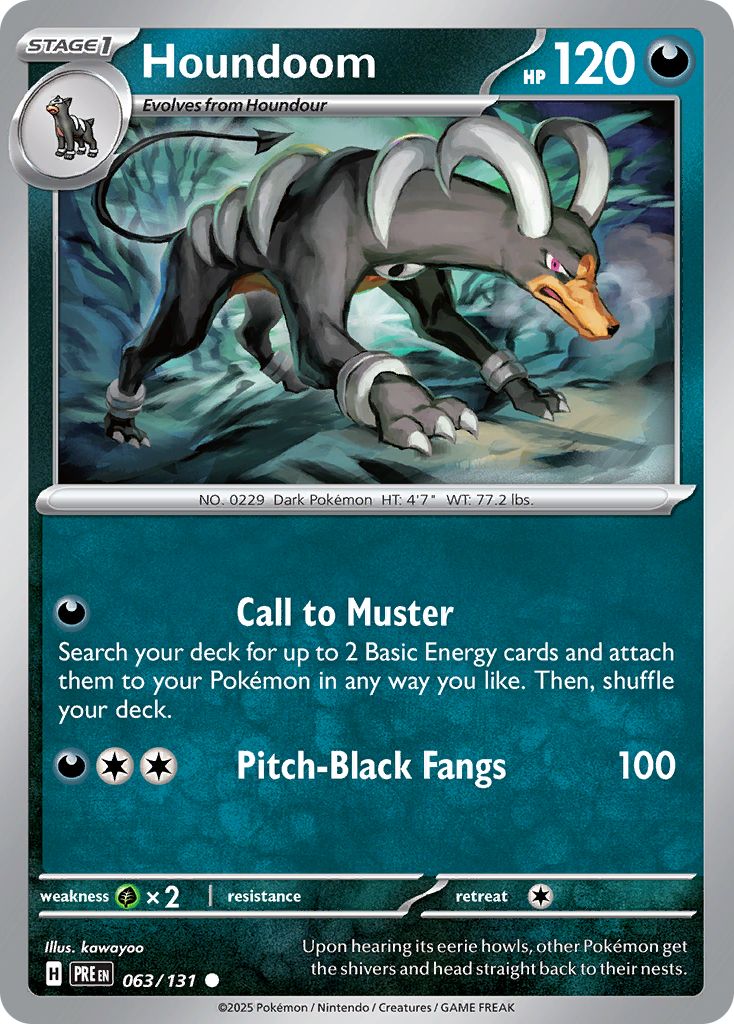 STAGE 1
Houndoom
HP 120
Evolves from Houndour
NO. 0229 Dark Pokémon HT: 4'7" WT: 77.2 lbs.
Call to Muster
Search your deck for up to 2 Basic Energy cards and attach
them to your Pokémon in any way you like. Then, shuffle
your deck.
Pitch-Black Fangs 100
weakness ×2 resistance retreat
Illus. kawayoo
Upon hearing its eerie howls, other Pokémon get
the shivers and head straight back to their nests.
H PRE EN 063/131
©2025 Pokémon / Nintendo / Creatures / GAME FREAK